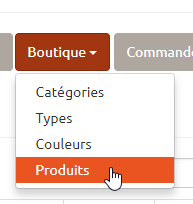 Boutique
Command
Catégories
Types
Couleurs
Produits